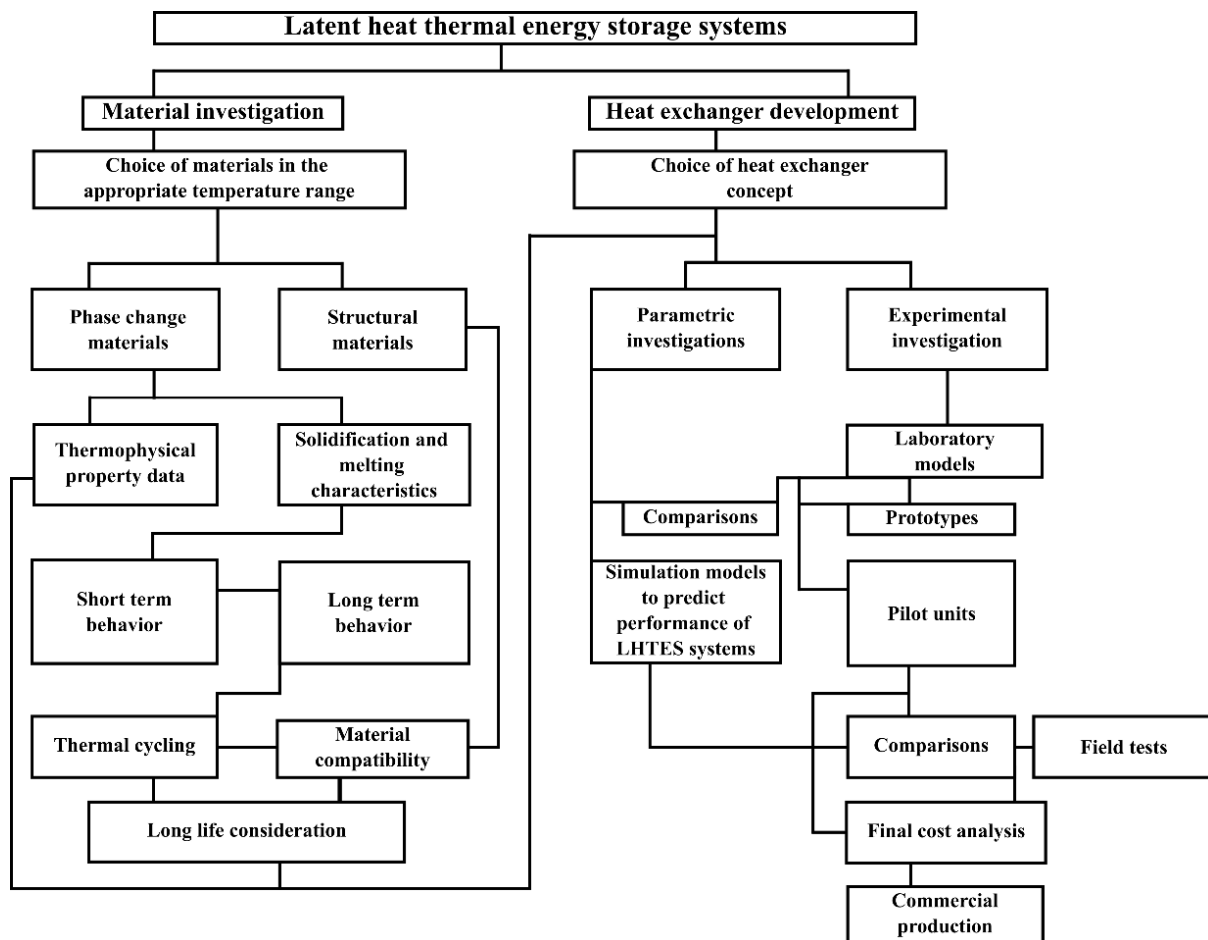 Latent heat thermal energy storage systems
Material investigation
Heat exchanger development
Choice of materials in the
appropriate temperature range
Choice of heat exchanger
concept
Phase change
materials
Structural
materials
Parametric
investigations
Experimental
investigation
Thermophysical
property data
Solidification and
melting
characteristics
Laboratory
models
Comparisons
Prototypes
Short term
behavior
Long term
behavior
Simulation models
to predict
performance of
LHTES systems
Pilot units
Thermal cycling
Material
compatibility
Comparisons
Field tests
Long life consideration
Final cost analysis
Commercial
production